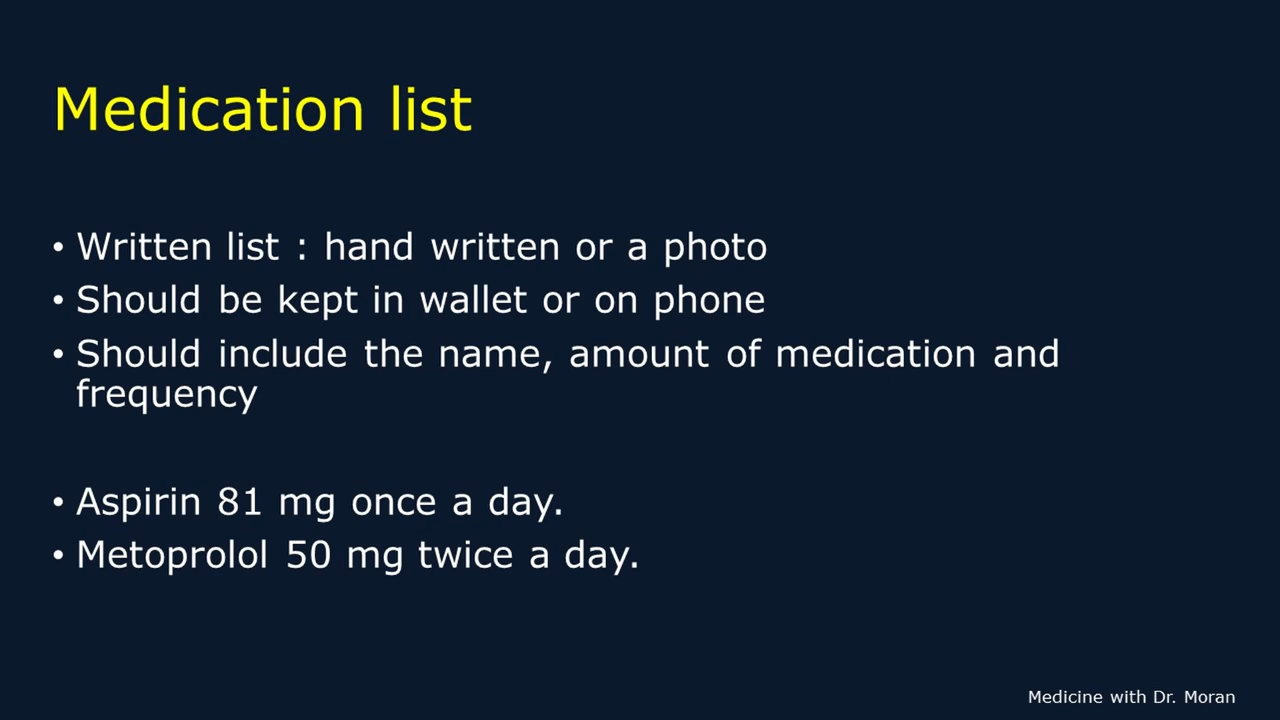 Medication list
• Written list : hand written or a photo
• Should be kept in wallet or on phone
• Should include the name, amount of medication and
frequency
• Aspirin 81 mg once a day.
• Metoprolol 50 mg twice a day.
Medicine with Dr. Moran